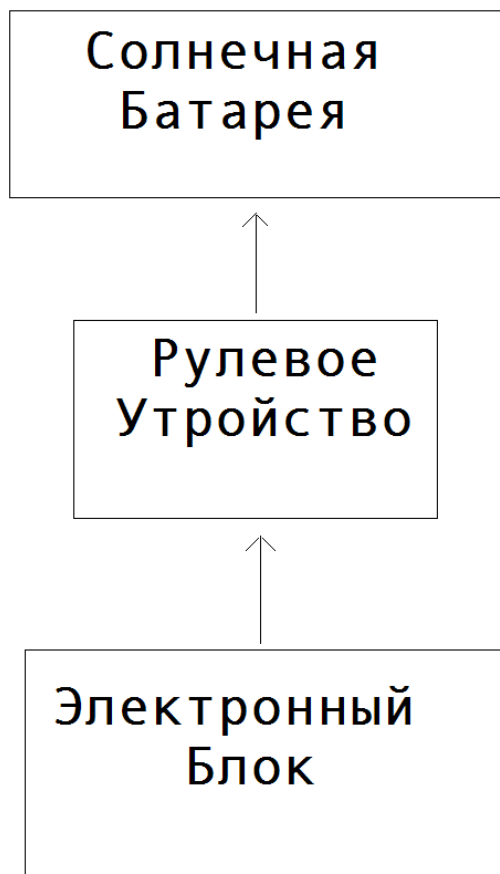 Солнечная
Батарея
Рулевое
Утройство
Электронный
Блок